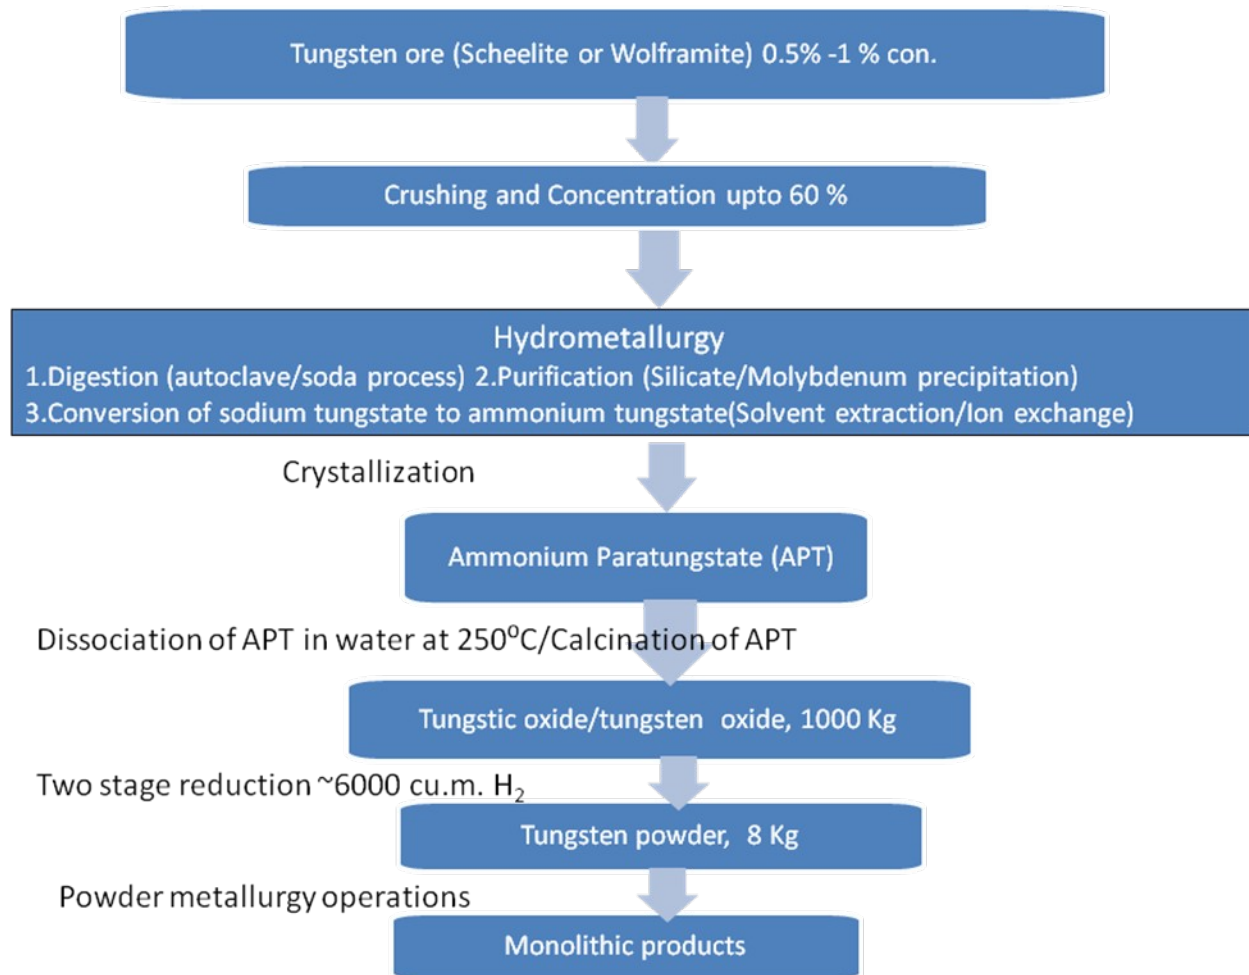 Tungsten ore (Scheelite or Wolframite) 0.5% -1 % con.
Crushing and Concentration upto 60 %
Hydrometallurgy
1.Digestion (autoclave/soda process) 2.Purification (Silicate/Molybdenum precipitation)
3.Conversion of sodium tungstate to ammonium tungstate(Solvent extraction/Ion exchange)
Crystallization
Ammonium Paratungstate (APT)
Dissociation of APT in water at 250⁰C/Calcination of APT
Tungstic oxide/tungsten oxide, 1000 Kg
Two stage reduction ~6000 cu.m. H₂
Tungsten powder, 8 Kg
Powder metallurgy operations
Monolithic products